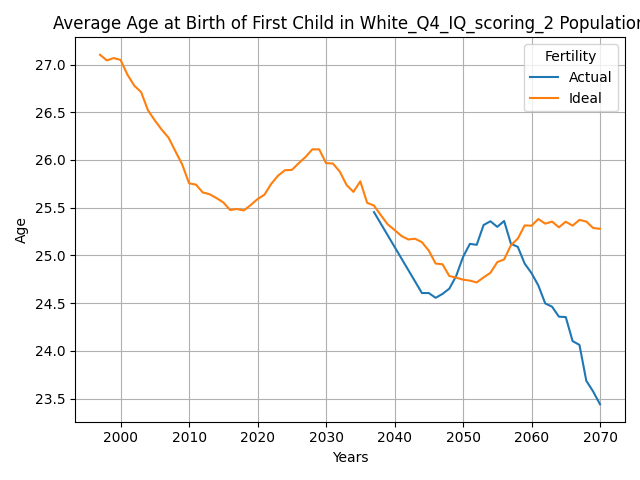 Average Age at Birth of First Child in White_Q4_IQ_scoring_2 Population
Fertility
Actual
Ideal
27.0
26.5
26.0
25.5
25.0
24.5
24.0
23.5
Age
2000
2010
2020
2030
2040
2050
2060
2070
Years